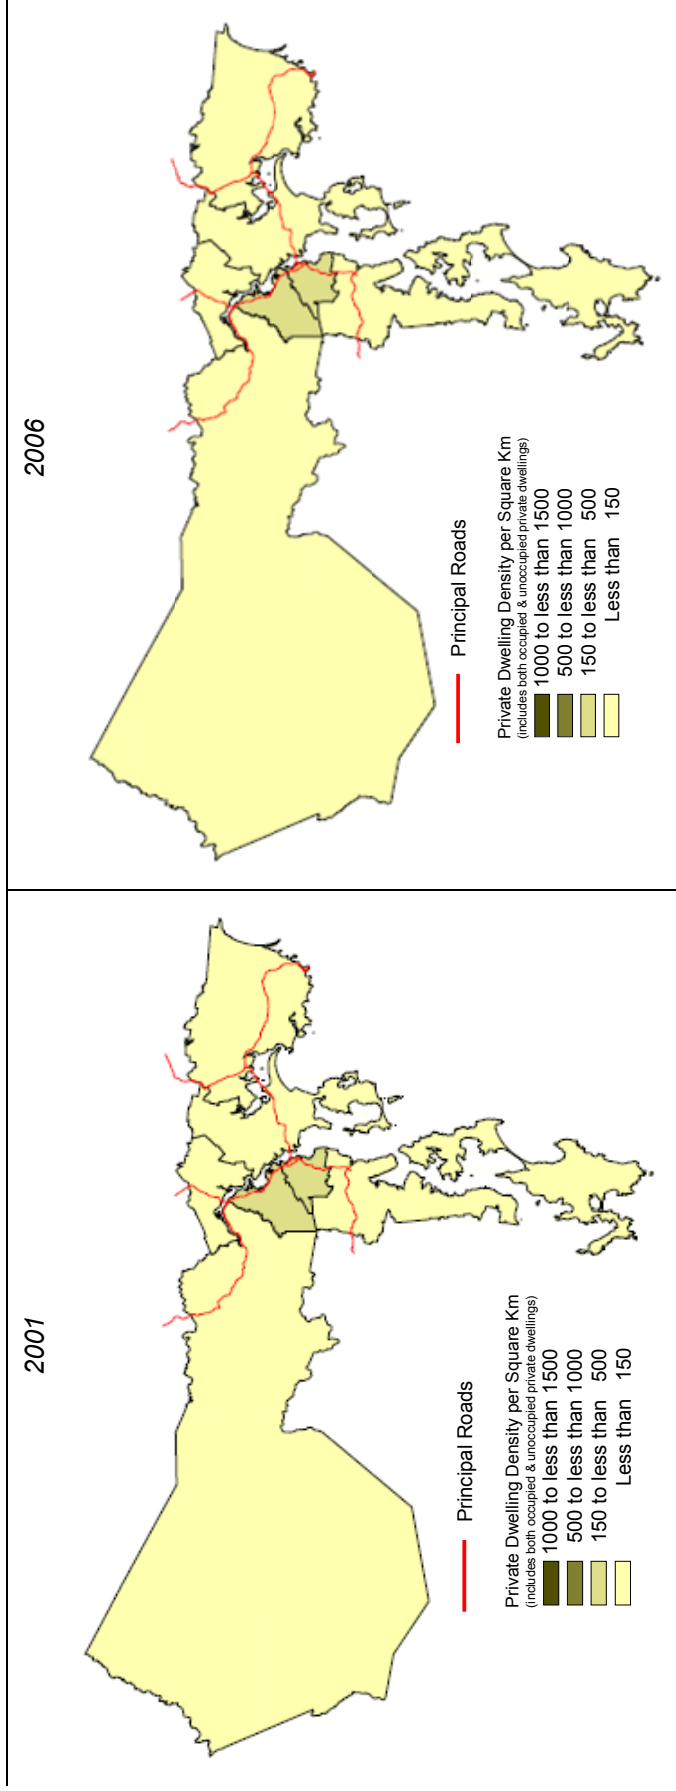 2001
Principal Roads
Private Dwelling Density per Square Km
(includes both occupied & unoccupied private dwellings)
1000 to less than 1500
500 to less than 1000
150 to less than 500
Less than 150
2006
Principal Roads
Private Dwelling Density per Square Km
(includes both occupied & unoccupied private dwellings)
1000 to less than 1500
500 to less than 1000
150 to less than 500
Less than 150